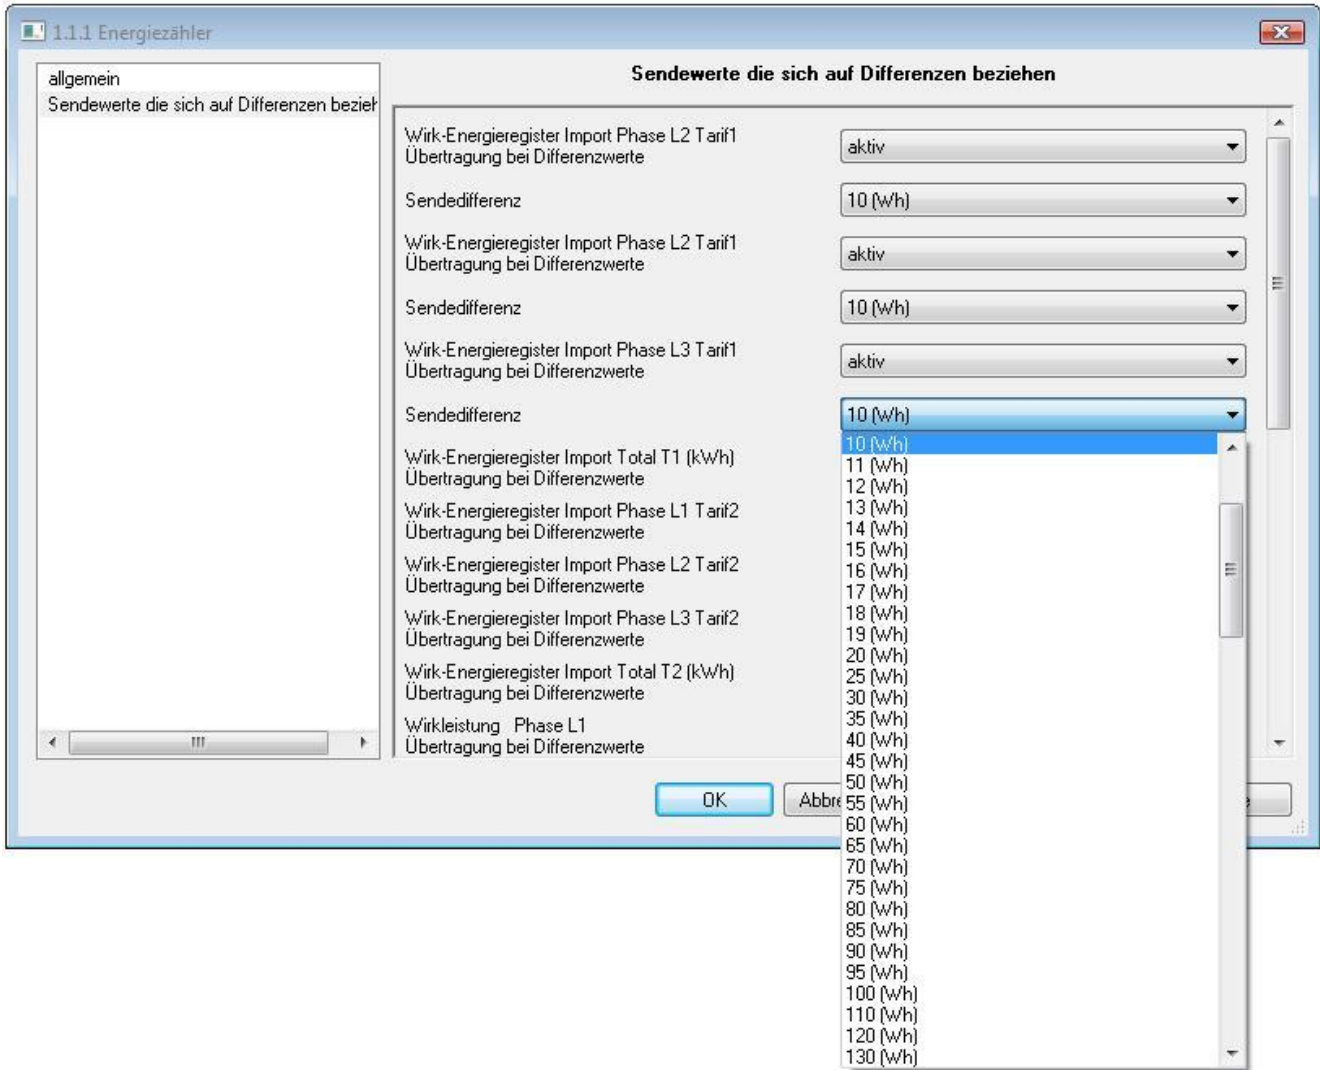 1.1.1 Energiezähler
allgemein
Sendewerte die sich auf Differenzen bezieh
Sendewerte die sich auf Differenzen beziehen
Wirk-Energieregister Import Phase L2 Tarif1
Übertragung bei Differenzwerte
aktiv
Sendedifferenz
10 (Wh)
Wirk-Energieregister Import Phase L2 Tarif1
Übertragung bei Differenzwerte
aktiv
Sendedifferenz
10 (Wh)
Wirk-Energieregister Import Phase L3 Tarif1
Übertragung bei Differenzwerte
aktiv
Sendedifferenz
10 (Wh)
Wirk-Energieregister Import Total T1 (kWh)
Übertragung bei Differenzwerte
Wirk-Energieregister Import Phase L1 Tarif2
Übertragung bei Differenzwerte
Wirk-Energieregister Import Phase L2 Tarif2
Übertragung bei Differenzwerte
Wirk-Energieregister Import Phase L3 Tarif2
Übertragung bei Differenzwerte
Wirk-Energieregister Import Total T2 (kWh)
Übertragung bei Differenzwerte
Wirkleistung Phase L1
Übertragung bei Differenzwerte
10 (Wh)
11 (Wh)
12 (Wh)
13 (Wh)
14 (Wh)
15 (Wh)
16 (Wh)
17 (Wh)
18 (Wh)
19 (Wh)
20 (Wh)
25 (Wh)
30 (Wh)
35 (Wh)
40 (Wh)
45 (Wh)
50 (Wh)
55 (Wh)
60 (Wh)
65 (Wh)
70 (Wh)
75 (Wh)
80 (Wh)
85 (Wh)
90 (Wh)
95 (Wh)
100 (Wh)
110 (Wh)
120 (Wh)
130 (Wh)
OK
Abbre